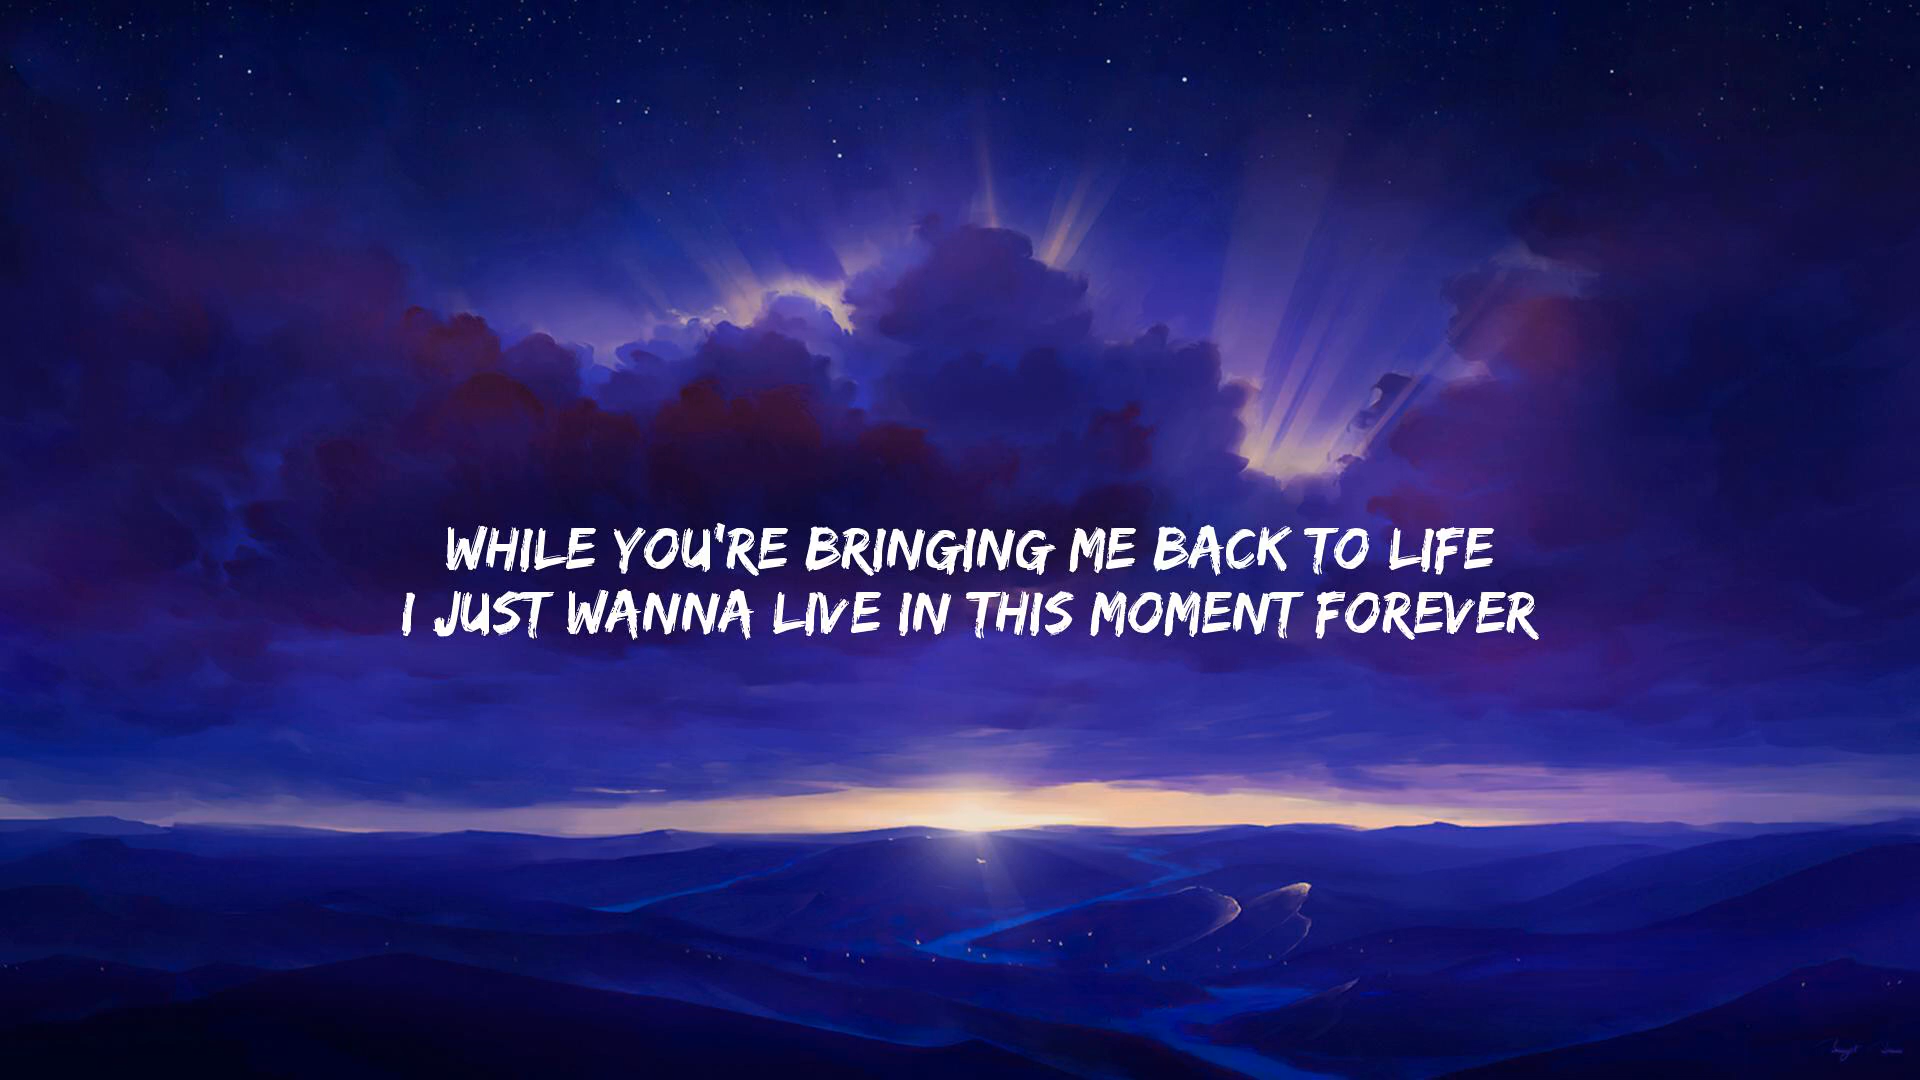 WHILE YOU'RE BRINGING ME BACK TO LIFE
I JUST WANNA LIVE IN THIS MOMENT FOREVER